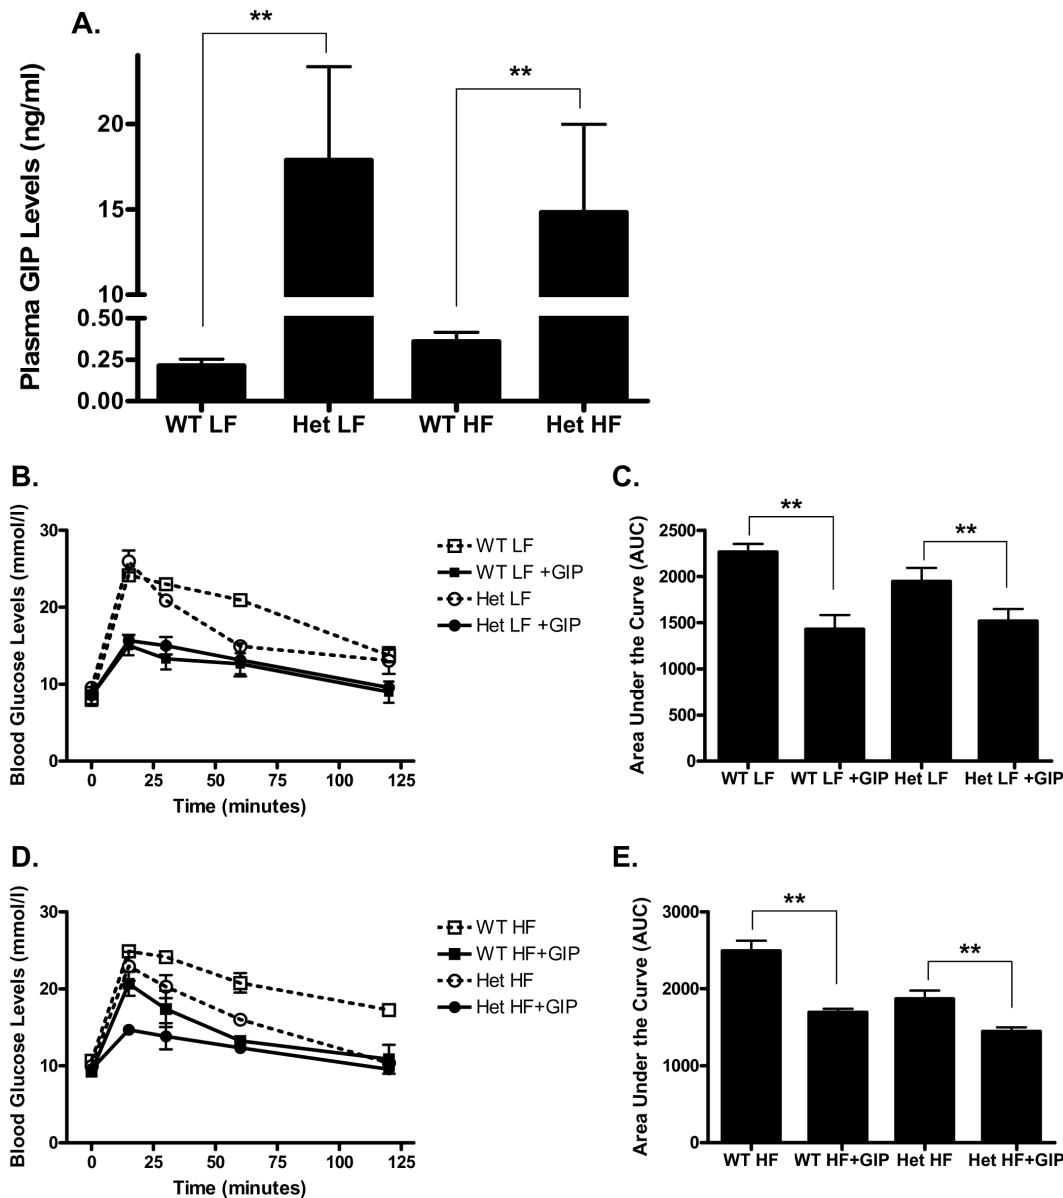 A.
**
**
Plasma GIP Levels (ng/ml)
20
15
10
0.50
0.25
0.00
WT LF
Het LF
WT HF
Het HF
B.
Blood Glucose Levels (mmol/l)
30
20
10
0
0
25
50
75
100
125
Time (minutes)
WT LF
WT LF +GIP
Het LF
Het LF +GIP
C.
Area Under the Curve (AUC)
2500
2000
1500
1000
500
0
**
**
WT LF
WT LF +GIP
Het LF
Het LF +GIP
D.
Blood Glucose Levels (mmol/l)
30
20
10
0
0
25
50
75
100
125
Time (minutes)
WT HF
WT HF+GIP
Het HF
Het HF+GIP
E.
Area Under the Curve (AUC)
3000
2000
1000
0
**
**
WT HF
WT HF+GIP
Het HF
Het HF+GIP